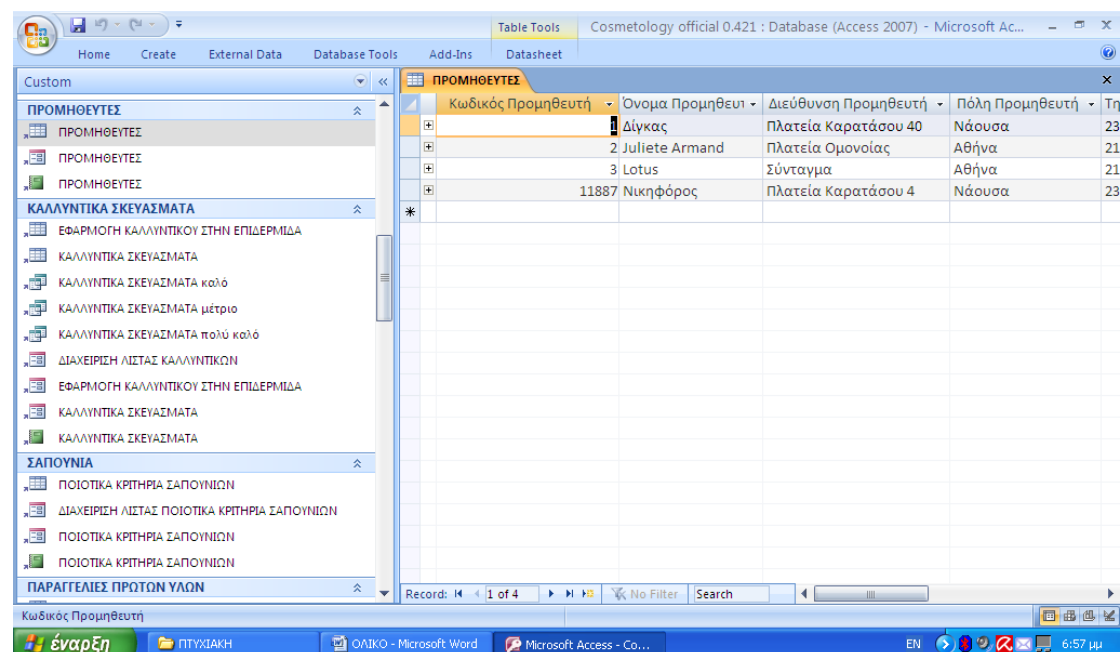 Table Tools Cosmetology official 0.421 : Database (Access 2007) - Microsoft Ac...
Home Create External Data Database Tools Add-Ins Datasheet
Custom
ΠΡΟΜΗΘΕΥΤΕΣ
ΠΡΟΜΗΘΕΥΤΕΣ
ΠΡΟΜΗΘΕΥΤΕΣ
ΠΡΟΜΗΘΕΥΤΕΣ
ΚΑΛΛΥΝΤΙΚΑ ΣΚΕΥΑΣΜΑΤΑ
ΕΦΑΡΜΟΓΗ ΚΑΛΛΥΝΤΙΚΟΥ ΣΤΗΝ ΕΠΙΔΕΡΜΙΔΑ
ΚΑΛΛΥΝΤΙΚΑ ΣΚΕΥΑΣΜΑΤΑ
ΚΑΛΛΥΝΤΙΚΑ ΣΚΕΥΑΣΜΑΤΑ καλό
ΚΑΛΛΥΝΤΙΚΑ ΣΚΕΥΑΣΜΑΤΑ μέτριο
ΚΑΛΛΥΝΤΙΚΑ ΣΚΕΥΑΣΜΑΤΑ πολύ καλό
ΔΙΑΧΕΙΡΙΣΗ ΛΙΣΤΑΣ ΚΑΛΛΥΝΤΙΚΩΝ
ΕΦΑΡΜΟΓΗ ΚΑΛΛΥΝΤΙΚΟΥ ΣΤΗΝ ΕΠΙΔΕΡΜΙΔΑ
ΚΑΛΛΥΝΤΙΚΑ ΣΚΕΥΑΣΜΑΤΑ
ΚΑΛΛΥΝΤΙΚΑ ΣΚΕΥΑΣΜΑΤΑ
ΣΑΠΟΥΝΙΑ
ΠΟΙΟΤΙΚΑ ΚΡΙΤΗΡΙΑ ΣΑΠΟΥΝΙΩΝ
ΔΙΑΧΕΙΡΙΣΗ ΛΙΣΤΑΣ ΠΟΙΟΤΙΚΑ ΚΡΙΤΗΡΙΑ ΣΑΠΟΥΝΙΩΝ
ΠΟΙΟΤΙΚΑ ΚΡΙΤΗΡΙΑ ΣΑΠΟΥΝΙΩΝ
ΠΟΙΟΤΙΚΑ ΚΡΙΤΗΡΙΑ ΣΑΠΟΥΝΙΩΝ
ΠΑΡΑΓΓΕΛΙΕΣ ΠΡΩΤΩΝ ΥΛΩΝ
ΠΡΟΜΗΘΕΥΤΕΣ
Κωδικός Προμηθευτή Όνομα Προμηθευτ Διεύθυνση Προμηθευτή Πόλη Προμηθευτή Τη
1 Δίγκας Πλατεία Καρατάσου 40 Νάουσα 23
2 Juliete Armand Πλατεία Ομονοίας Αθήνα 21
3 Lotus Σύνταγμα Αθήνα 21
11887 Νικηφόρος Πλατεία Καρατάσου 4 Νάουσα 23
Record: 1 of 4 No Filter Search
Κωδικός Προμηθευτή
έναρξη ΠΤΥΧΙΑΚΗ ΟΛΙΚΟ - Microsoft Word Microsoft Access - Co... EN 6:57 μμ